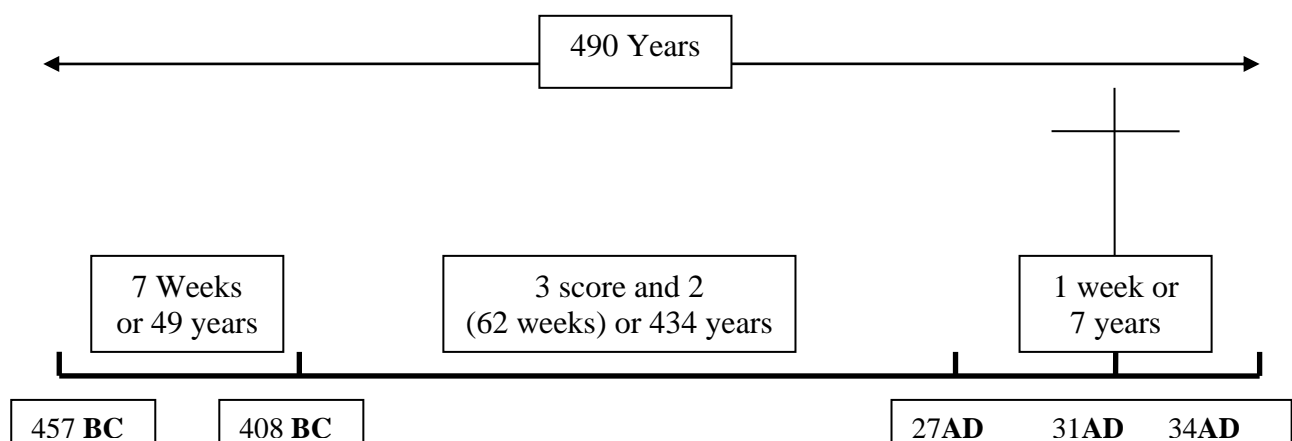 490 Years
7 Weeks
or 49 years
3 score and 2
(62 weeks) or 434 years
1 week or
7 years
457 BC
408 BC
27AD 31AD 34AD